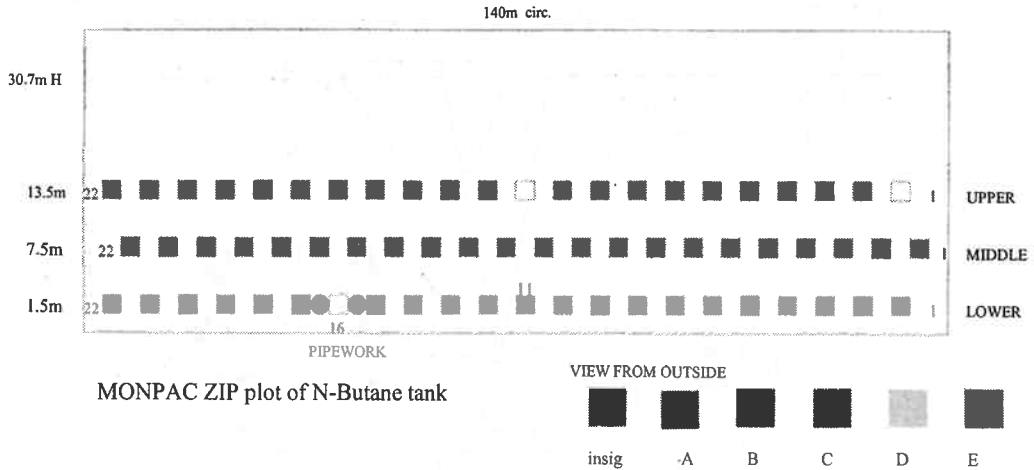 140m circ.
30.7m H
13.5m 22 1 UPPER
7.5m 22 1 MIDDLE
1.5m 22 11 1 LOWER
16
PIPEWORK
VIEW FROM OUTSIDE
MONPAC ZIP plot of N-Butane tank
insig -A B C D E